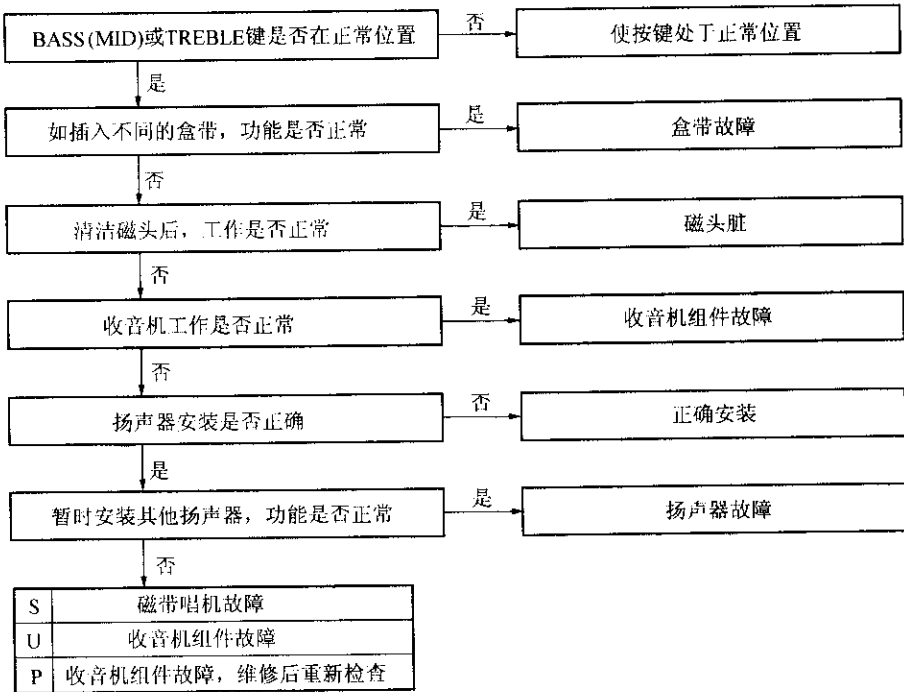 BASS(MID)或TREBLE键是否在正常位置
否
使按键处于正常位置
是
如插入不同的盒带，功能是否正常
是
盒带故障
否
清洁磁头后，工作是否正常
是
磁头脏
否
收音机工作是否正常
是
收音机组件故障
否
扬声器安装是否正确
否
正确安装
是
暂时安装其他扬声器，功能是否正常
是
扬声器故障
否
S 磁带唱机故障
U 收音机组件故障
P 收音机组件故障，维修后重新检查